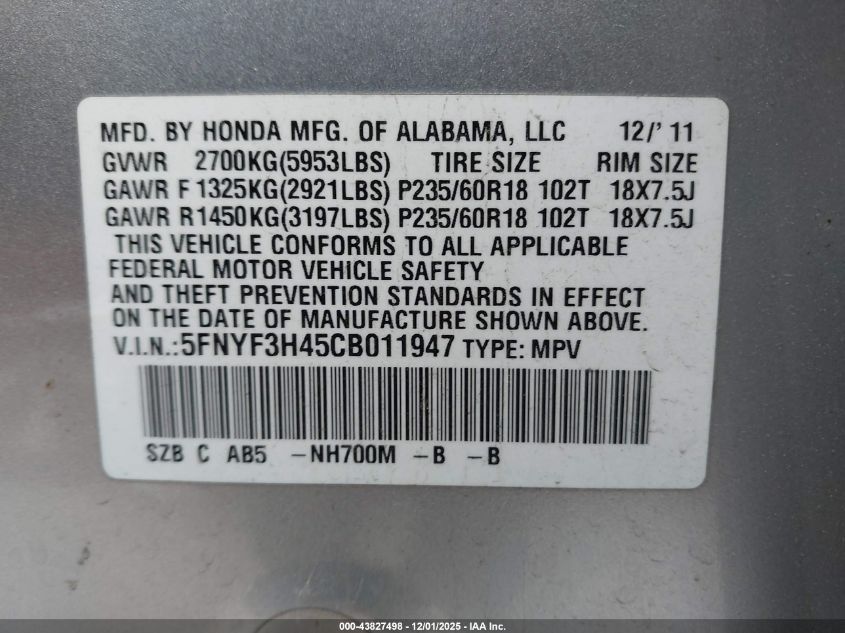 MFD. BY HONDA MFG. OF ALABAMA, LLC 12/'11
GVWR 2700KG(5953LBS) TIRE SIZE RIM SIZE
GAWR F 1325KG(2921LBS) P235/60R18 102T 18X7.5J
GAWR R1450KG(3197LBS) P235/60R18 102T 18X7.5J
THIS VEHICLE CONFORMS TO ALL APPLICABLE
FEDERAL MOTOR VEHICLE SAFETY
AND THEFT PREVENTION STANDARDS IN EFFECT
ON THE DATE OF MANUFACTURE SHOWN ABOVE.
V.I.N.:5FNYF3H45CB011947 TYPE: MPV
SZB C AB5 -NH700M -B -B
000-43827498 - 12/01/2025 - IAA Inc.